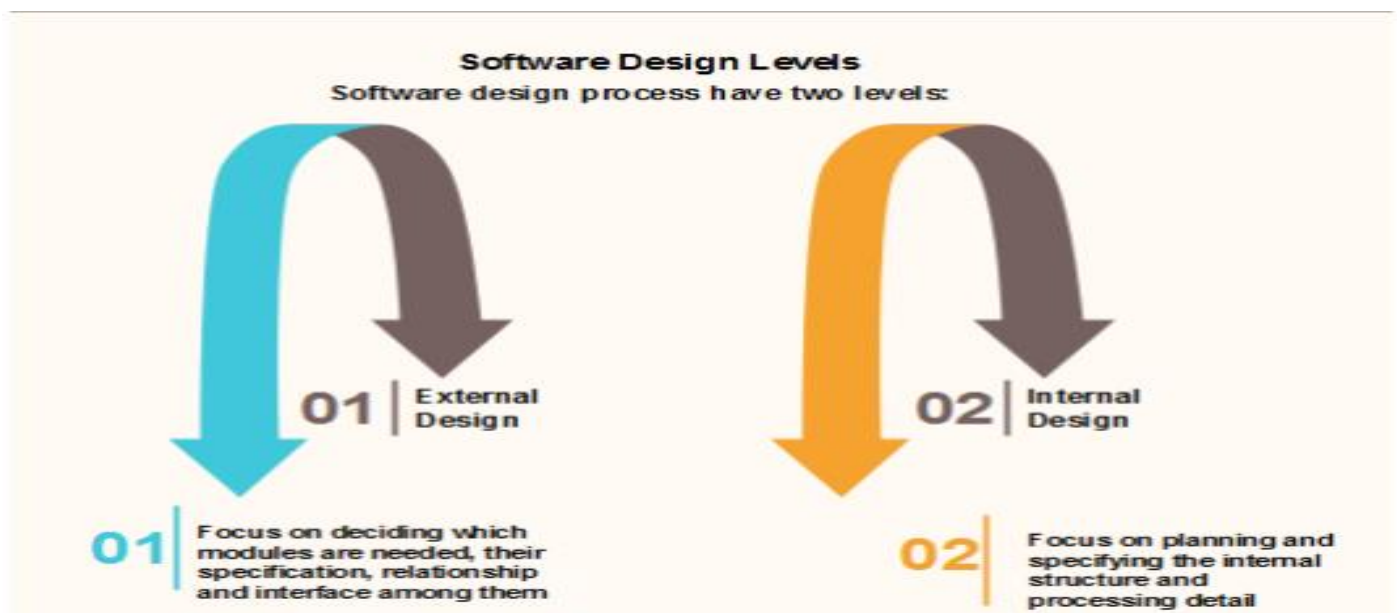 Software Design Levels
Software design process have two levels:
01
External
Design
02
Internal
Design
01
Focus on deciding which
modules are needed, their
specification, relationship
and interface among them
02
Focus on planning and
specifying the internal
structure and
processing detail